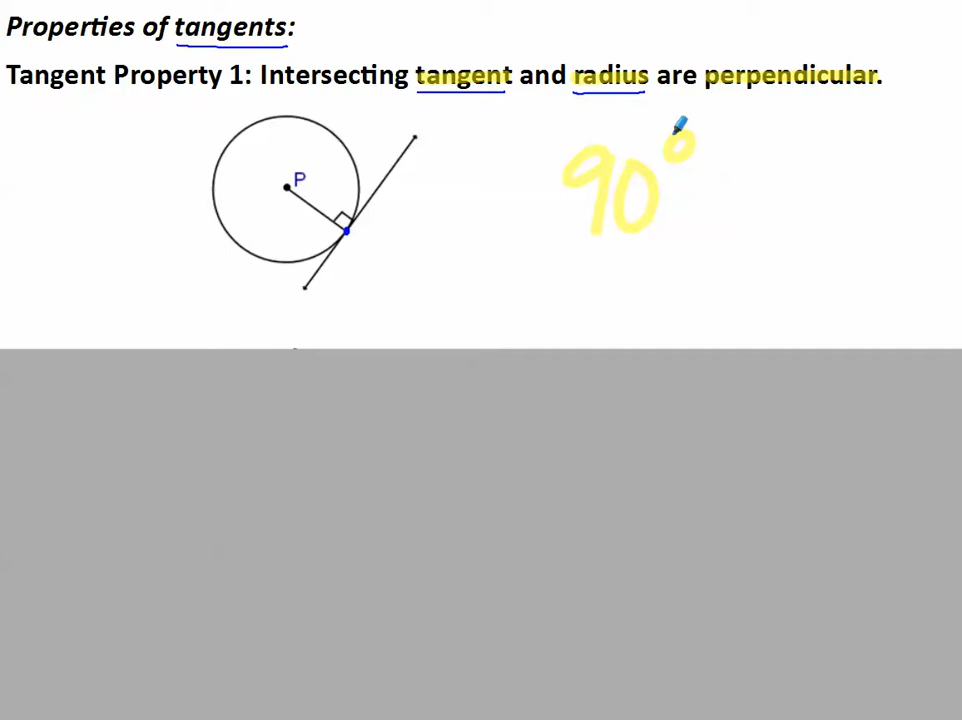 Properties of tangents:
Tangent Property 1: Intersecting tangent and radius are perpendicular.
P
90°